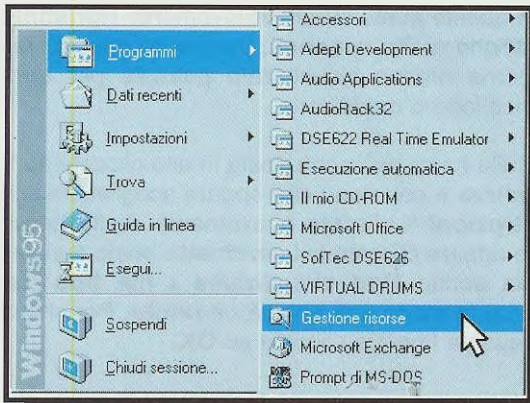 Windows 95
Programmi
Dati recenti
Impostazioni
Trova
Guida in linea
Esegui...
Sospendi
Chiudi sessione...
Accessori
Adept Development
Audio Applications
AudioRack32
DSE622 Real Time Emulator
Esecuzione automatica
Il mio CD-ROM
Microsoft Office
SofTec DSE626
VIRTUAL DRUMS
Gestione risorse
Microsoft Exchange
Prompt di MS-DOS